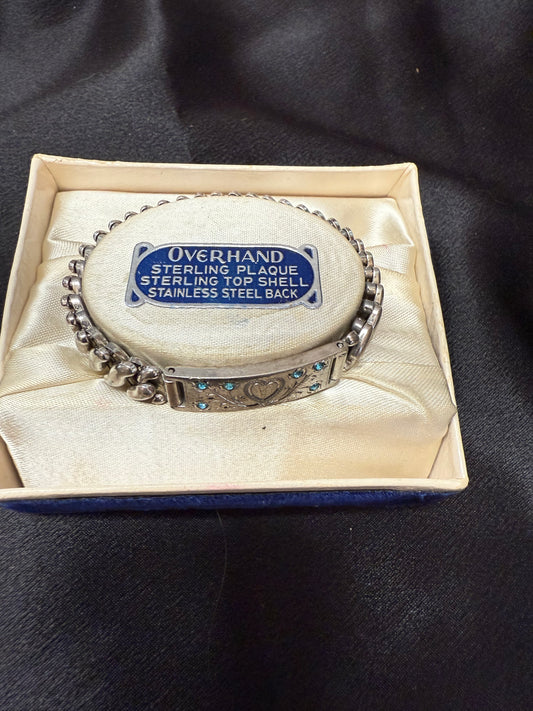 OVERHAND
STERLING PLAQUE
STERLING TOP SHELL
STAINLESS STEEL BACK